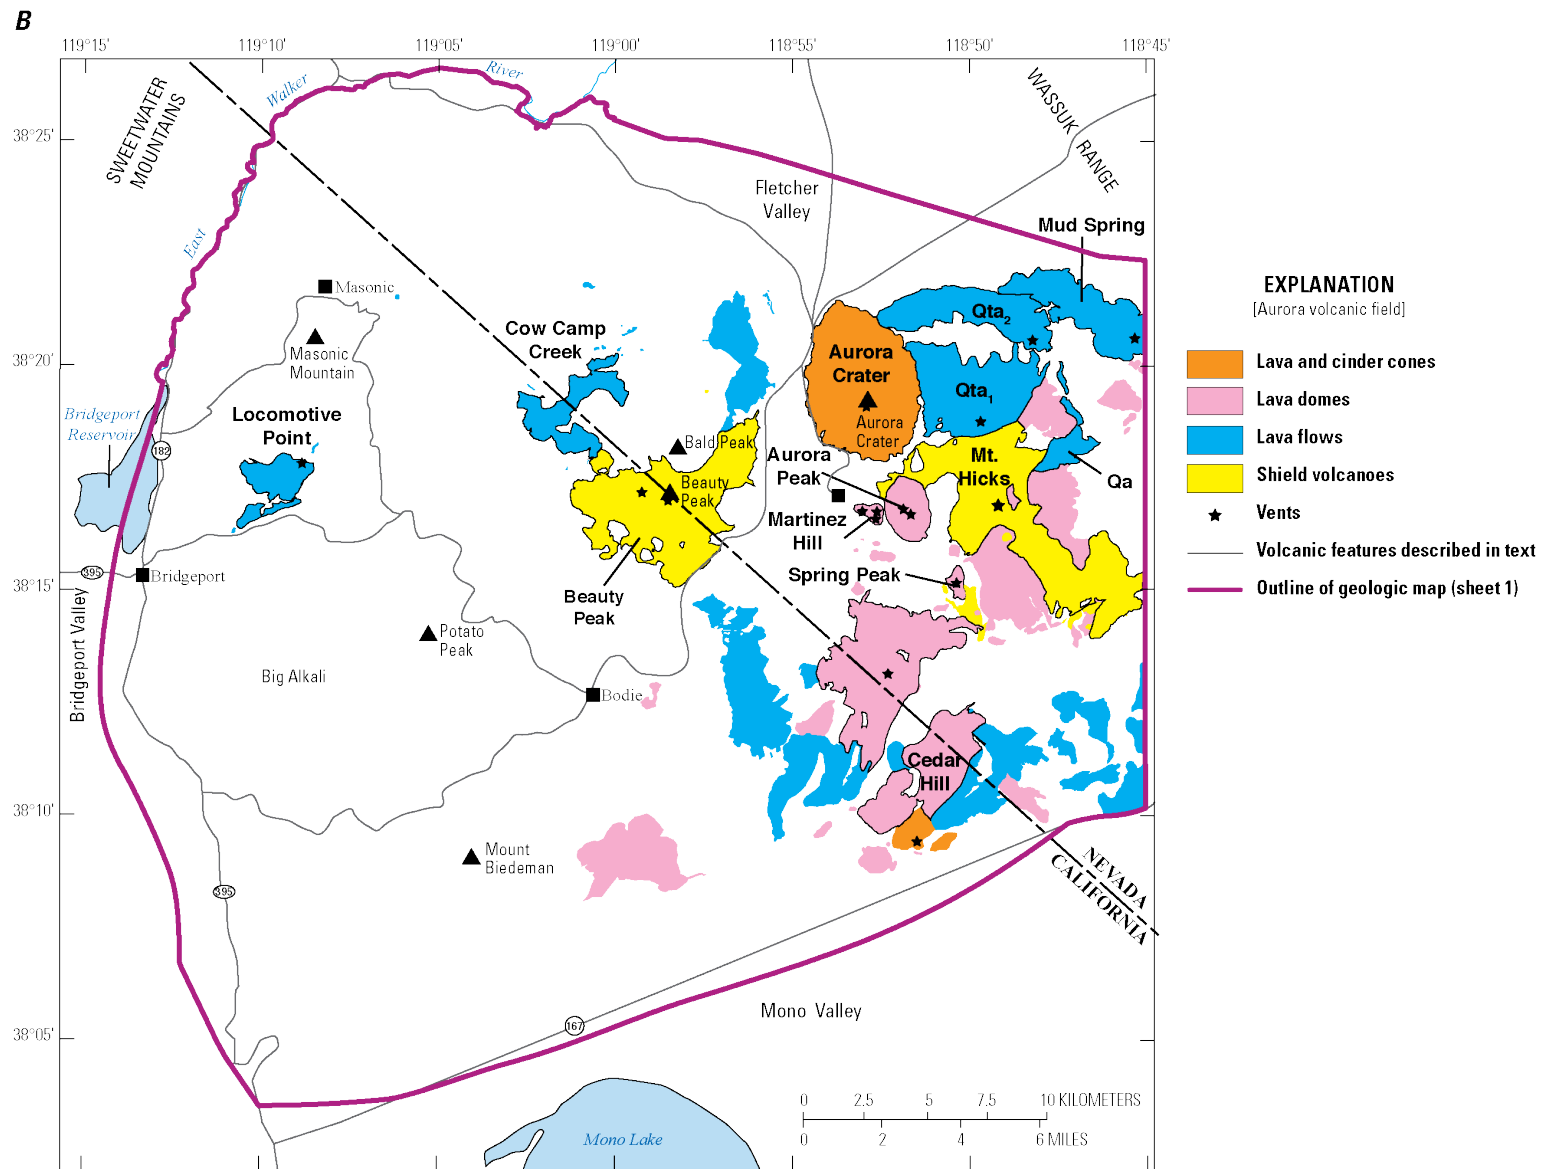 B
119°15'
119°10'
119°05'
119°00'
118°55'
118°50'
118°45'
38°25'
38°20'
38°15'
38°10'
38°05'
SWEETWATER
MOUNTAINS
Walker
River
East
WASSUK RANGE
Fletcher
Valley
Mud Spring
Masonic
Masonic
Mountain
Cow Camp
Creek
Qta2
Aurora
Crater
Qta1
Aurora
Crater
Bridgeport
Reservoir
182
Locomotive
Point
Bald Peak
Beauty
Peak
Aurora
Peak
Mt.
Hicks
Qa
Martinez
Hill
Spring Peak
Beauty
Peak
395
Bridgeport
Bridgeport Valley
Potato
Peak
Big Alkali
Bodie
Cedar
Hill
Mount
Biedeman
395
NEVADA
CALIFORNIA
Mono Valley
167
Mono Lake
0 2.5 5 7.5 10 KILOMETERS
0 2 4 6 MILES
EXPLANATION
[Aurora volcanic field]
Lava and cinder cones
Lava domes
Lava flows
Shield volcanoes
Vents
Volcanic features described in text
Outline of geologic map (sheet 1)